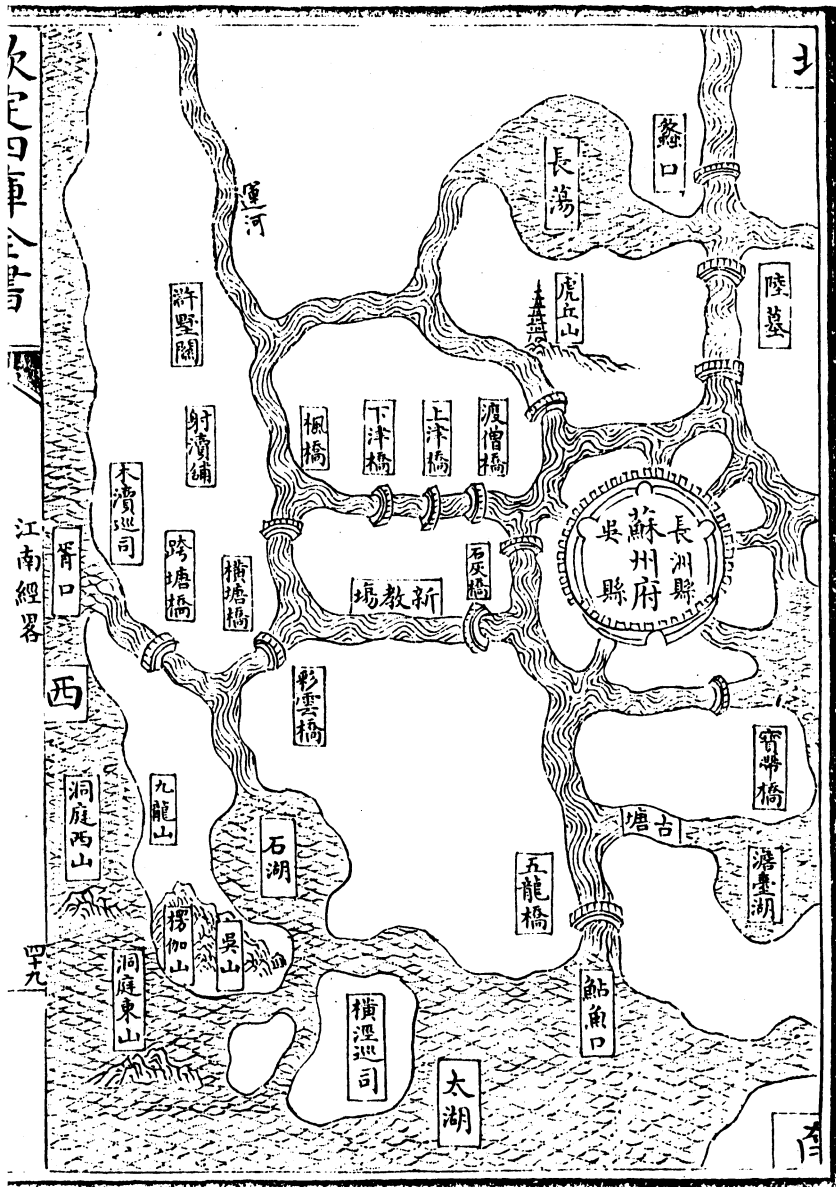 欽定四庫全書
江南經畧
四十九
北
西
南
蠡口
長蕩
運河
陸墓
虎丘山
滸墅關
射瀆舖
楓橋
下津橋
上津橋
渡僧橋
木瀆巡司
胥口
跨塘橋
橫塘橋
新教塲
石灰橋
長洲縣
蘇州府
吳縣
彩雲橋
寶帶橋
古塘
澹臺湖
九龍山
石湖
五龍橋
洞庭西山
楞伽山
吳山
洞庭東山
橫涇巡司
鮎魚口
太湖